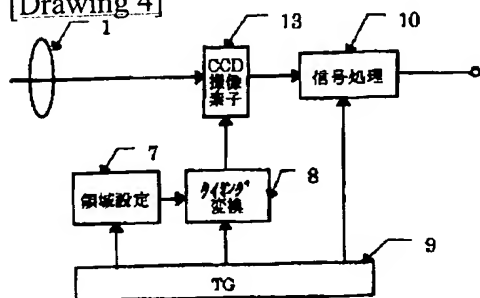 [Drawing 4]
1
13
10
CCD
撮像
素子
信号処理
7
8
領域設定
タイミング
変換
9
TG